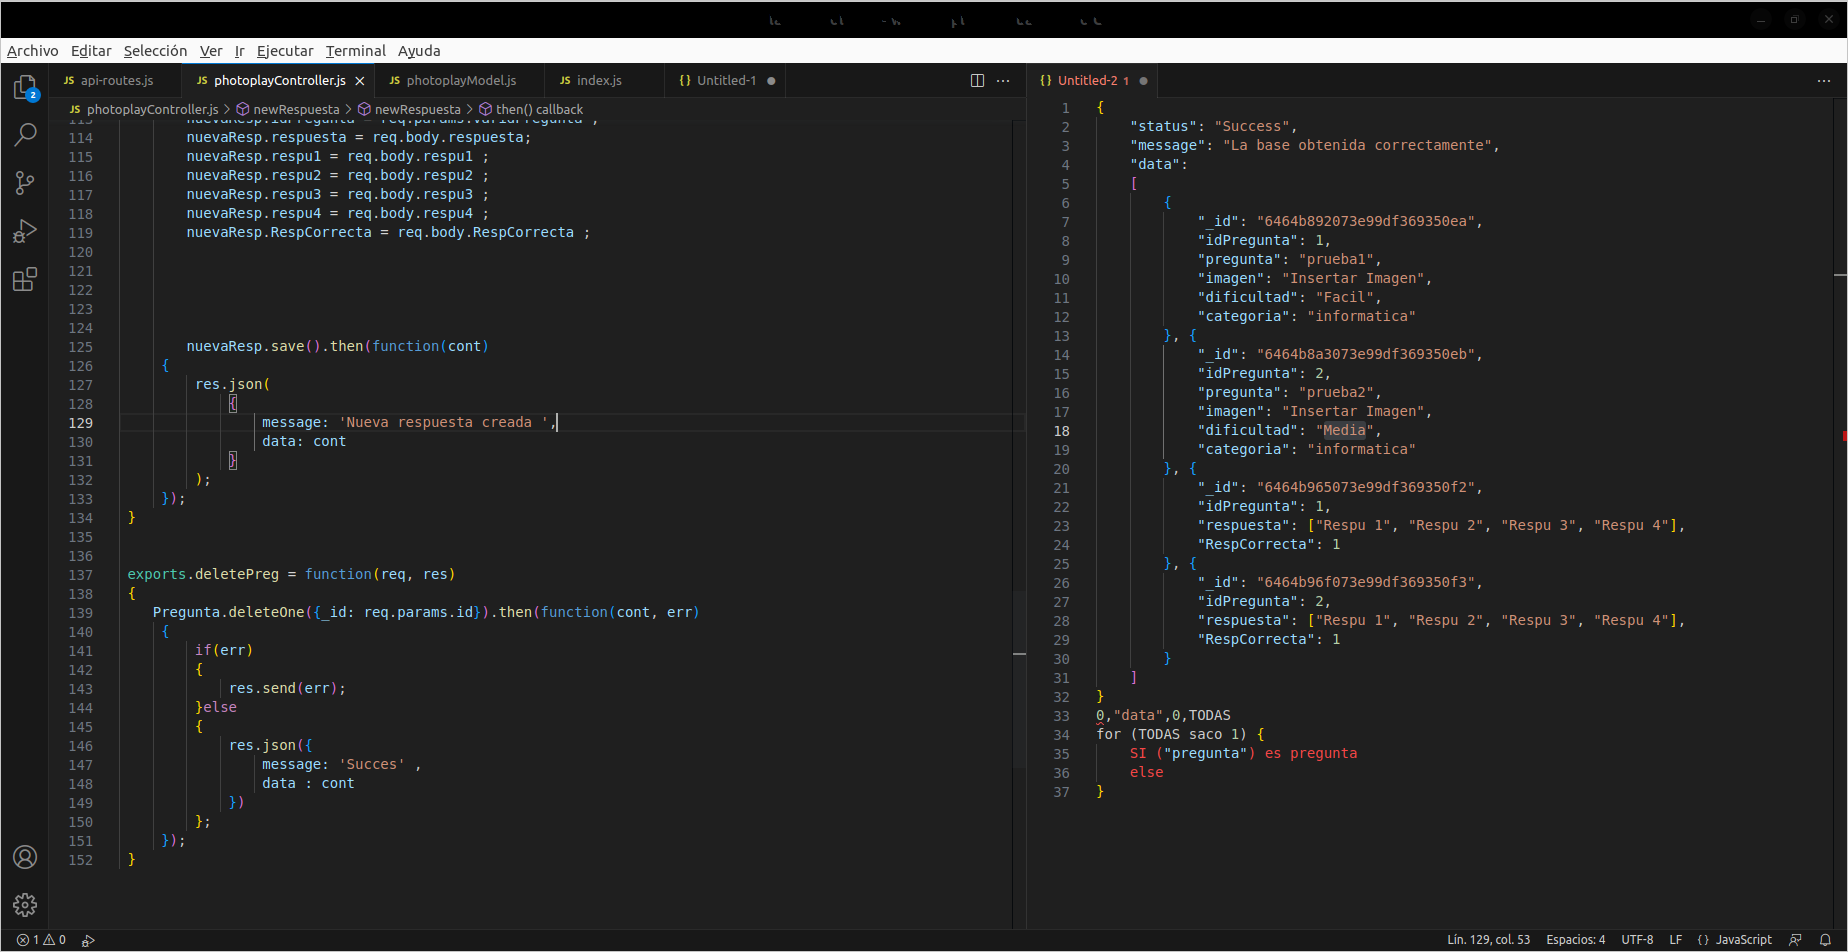 Archivo Editar Selección Ver Ir Ejecutar Terminal Ayuda
JS api-routes.js JS photoplayController.js JS photoplayModel.js JS index.js {} Untitled-1
{} Untitled-2 1
2
JS photoplayController.js > newRespuesta > newRespuesta > then() callback
114 nuevaResp.respuesta = req.body.respuesta;
115 nuevaResp.respu1 = req.body.respu1 ;
116 nuevaResp.respu2 = req.body.respu2 ;
117 nuevaResp.respu3 = req.body.respu3 ;
118 nuevaResp.respu4 = req.body.respu4 ;
119 nuevaResp.RespCorrecta = req.body.RespCorrecta ;
120
121
122
123
124
125 nuevaResp.save().then(function(cont)
126 {
127 res.json(
128 {
129 message: 'Nueva respuesta creada ',
130 data: cont
131 }
132 );
133 });
134 }
135
136
137 exports.deletePreg = function(req, res)
138 {
139 Pregunta.deleteOne({_id: req.params.id}).then(function(cont, err)
140 {
141 if(err)
142 {
143 res.send(err);
144 }else
145 {
146 res.json({
147 message: 'Succes' ,
148 data : cont
149 })
150 };
151 });
152 }
1 {
2 "status": "Success",
3 "message": "La base obtenida correctamente",
4 "data":
5 [
6 {
7 "_id": "6464b892073e99df369350ea",
8 "idPregunta": 1,
9 "pregunta": "prueba1",
10 "imagen": "Insertar Imagen",
11 "dificultad": "Facil",
12 "categoria": "informatica"
13 }, {
14 "_id": "6464b8a3073e99df369350eb",
15 "idPregunta": 2,
16 "pregunta": "prueba2",
17 "imagen": "Insertar Imagen",
18 "dificultad": "Media",
19 "categoria": "informatica"
20 }, {
21 "_id": "6464b965073e99df369350f2",
22 "idPregunta": 1,
23 "respuesta": ["Respu 1", "Respu 2", "Respu 3", "Respu 4"],
24 "RespCorrecta": 1
25 }, {
26 "_id": "6464b96f073e99df369350f3",
27 "idPregunta": 2,
28 "respuesta": ["Respu 1", "Respu 2", "Respu 3", "Respu 4"],
29 "RespCorrecta": 1
30 }
31 ]
32 }
33 0,"data",0,TODAS
34 for (TODAS saco 1) {
35 SI ("pregunta") es pregunta
36 else
37 }
1 0
Lín. 129, col. 53 Espacios: 4 UTF-8 LF {} JavaScript